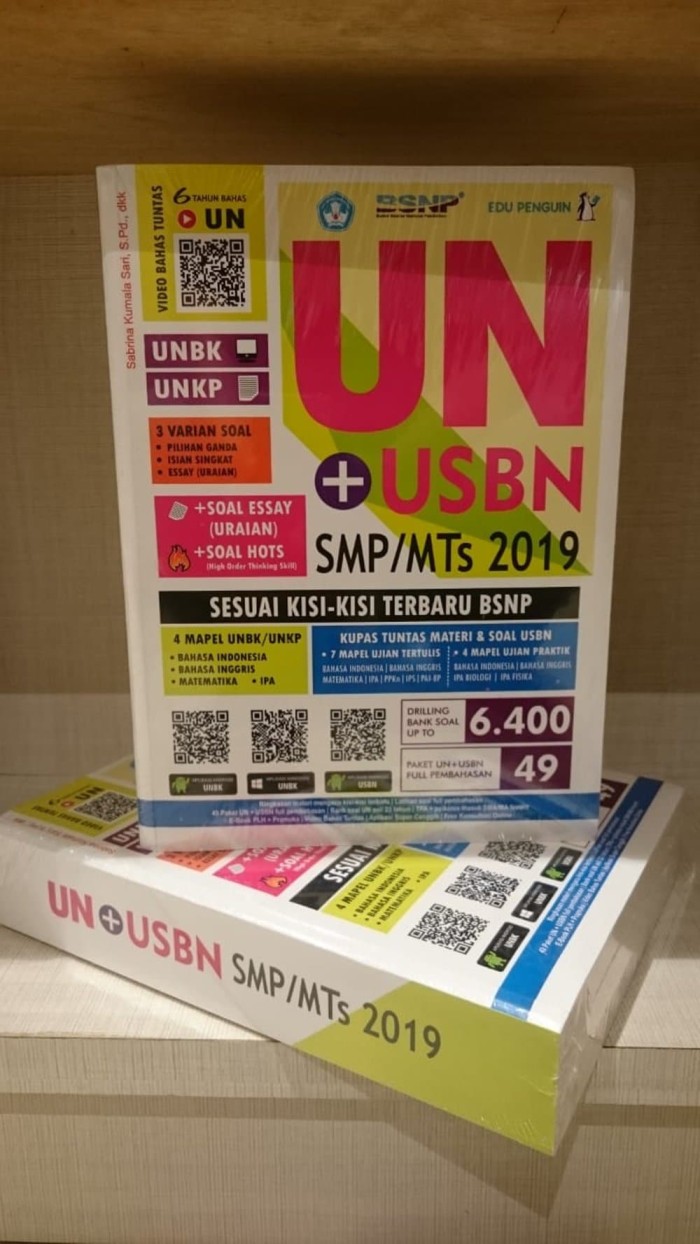 Sabrina Kumala Sari, S.Pd., dkk
VIDEO BAHAS TUNTAS
6 TAHUN BAHAS
UN
BSNP
EDU PENGUIN
UNBK
UNKP
UN
+USBN
SMP/MTs 2019
3 VARIAN SOAL
• PILIHAN GANDA
• ISIAN SINGKAT
• ESSAY (URAIAN)
+SOAL ESSAY
(URAIAN)
+SOAL HOTS
(High Order Thinking Skill)
SESUAI KISI-KISI TERBARU BSNP
4 MAPEL UNBK/UNKP
• BAHASA INDONESIA
• BAHASA INGGRIS
• MATEMATIKA • IPA
KUPAS TUNTAS MATERI & SOAL USBN
• 7 MAPEL UJIAN TERTULIS
BAHASA INDONESIA | BAHASA INGGRIS
MATEMATIKA | IPA | PPKn | IPS | PAI-BP
• 4 MAPEL UJIAN PRAKTIK
BAHASA INDONESIA | BAHASA INGGRIS
IPA BIOLOGI | IPA FISIKA
DRILLING
BANK SOAL
UP TO
6.400
PAKET UN+USBN
FULL PEMBAHASAN
49
UNBK
UNBK
USBN
SESUAI
4 MAPEL UNBK/UNKP
• BAHASA INDONESIA
• BAHASA INGGRIS
• MATEMATIKA • IPA
UNBK
UNBK
49
UN+USBN SMP/MTs 2019